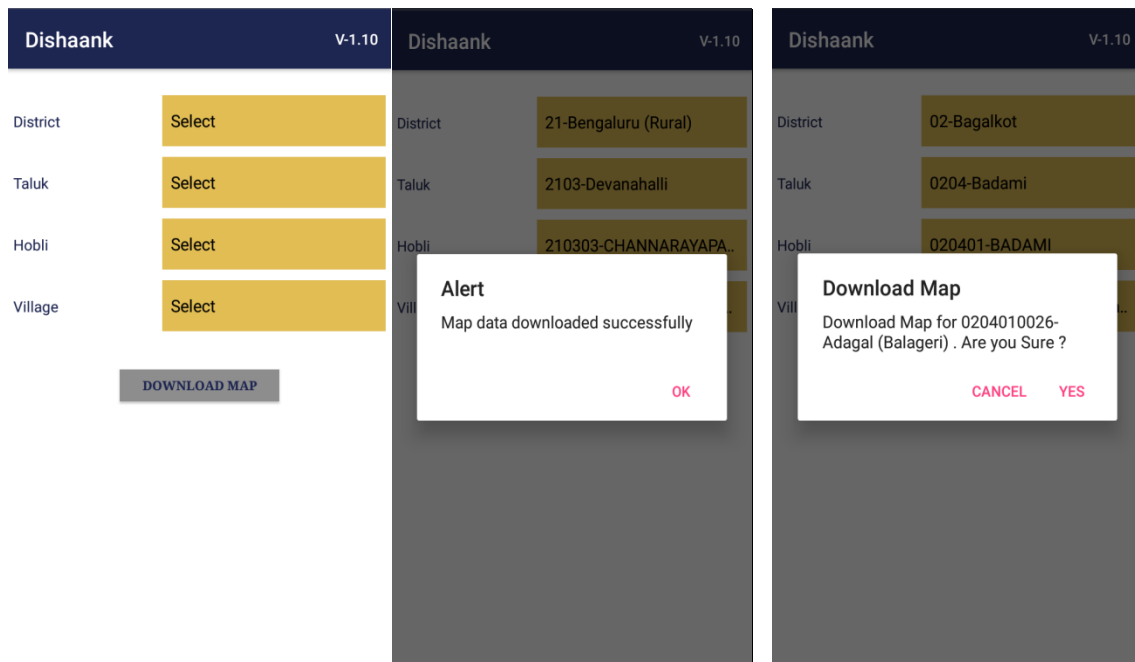 Dishaank V-1.10
District Select
Taluk Select
Hobli Select
Village Select
DOWNLOAD MAP
Dishaank V-1.10
District 21-Bengaluru (Rural)
Taluk 2103-Devanahalli
Hobli 210303-CHANNARAYAPA..
Vill ..
Alert
Map data downloaded successfully
OK
Dishaank V-1.10
District 02-Bagalkot
Taluk 0204-Badami
Hobli 020401-BADAMI
Vill ..
Download Map
Download Map for 0204010026-
Adagal (Balageri) . Are you Sure ?
CANCEL YES